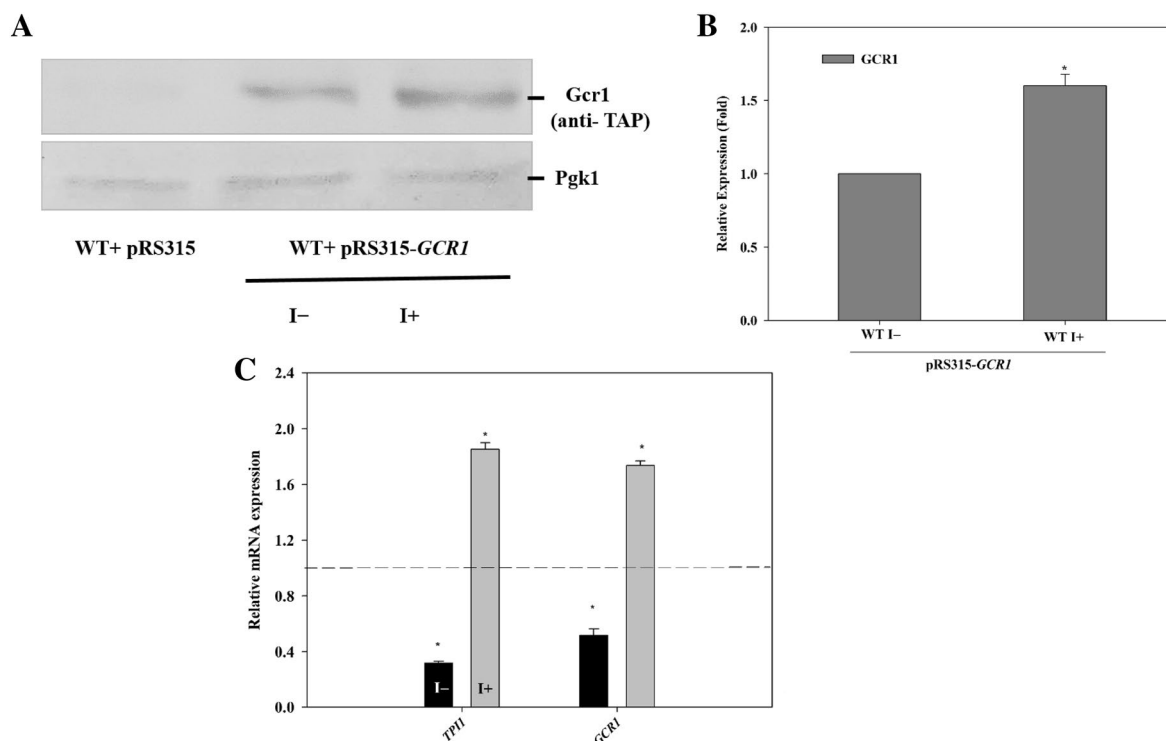 A
Gcr1
(anti- TAP)
Pgk1
WT+ pRS315
WT+ pRS315-GCR1
I–
I+
B
GCR1
Relative Expression (Fold)
2.0
1.5
1.0
0.5
0.0
*
WT I–
WT I+
pRS315-GCR1
C
Relative mRNA expression
2.4
2.0
1.6
1.2
0.8
0.4
0.0
*
*
*
*
I–
I+
TPI1
GCR1